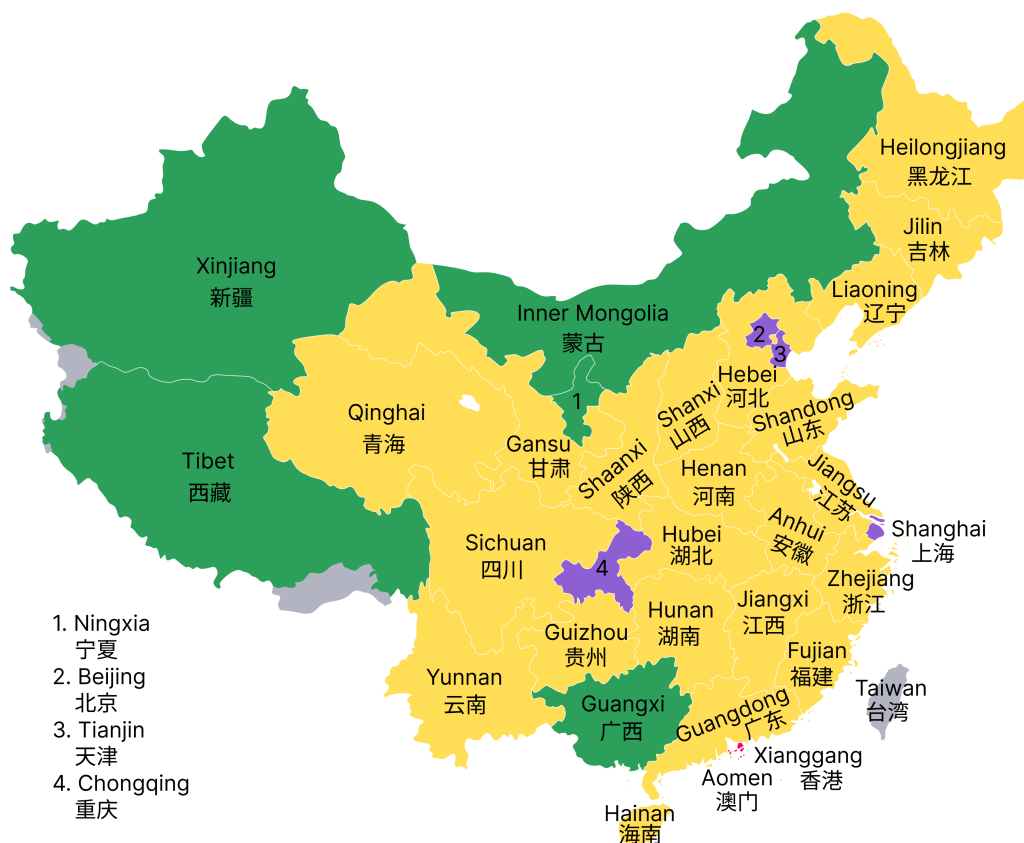 Heilongjiang
黑龙江
Jilin
吉林
Xinjiang
新疆
Liaoning
辽宁
Inner Mongolia
蒙古
2
3
Hebei
河北
1
Shanxi
山西
Shandong
山东
Qinghai
青海
Gansu
甘肃
Shaanxi
陕西
Henan
河南
Jiangsu
江苏
Tibet
西藏
Anhui
安徽
Shanghai
上海
Sichuan
四川
Hubei
湖北
4
Zhejiang
浙江
Jiangxi
江西
Hunan
湖南
Guizhou
贵州
Fujian
福建
Yunnan
云南
Taiwan
台湾
Guangxi
广西
Guangdong
广东
Xianggang
香港
Aomen
澳门
Hainan
海南
1. Ningxia
宁夏
2. Beijing
北京
3. Tianjin
天津
4. Chongqing
重庆